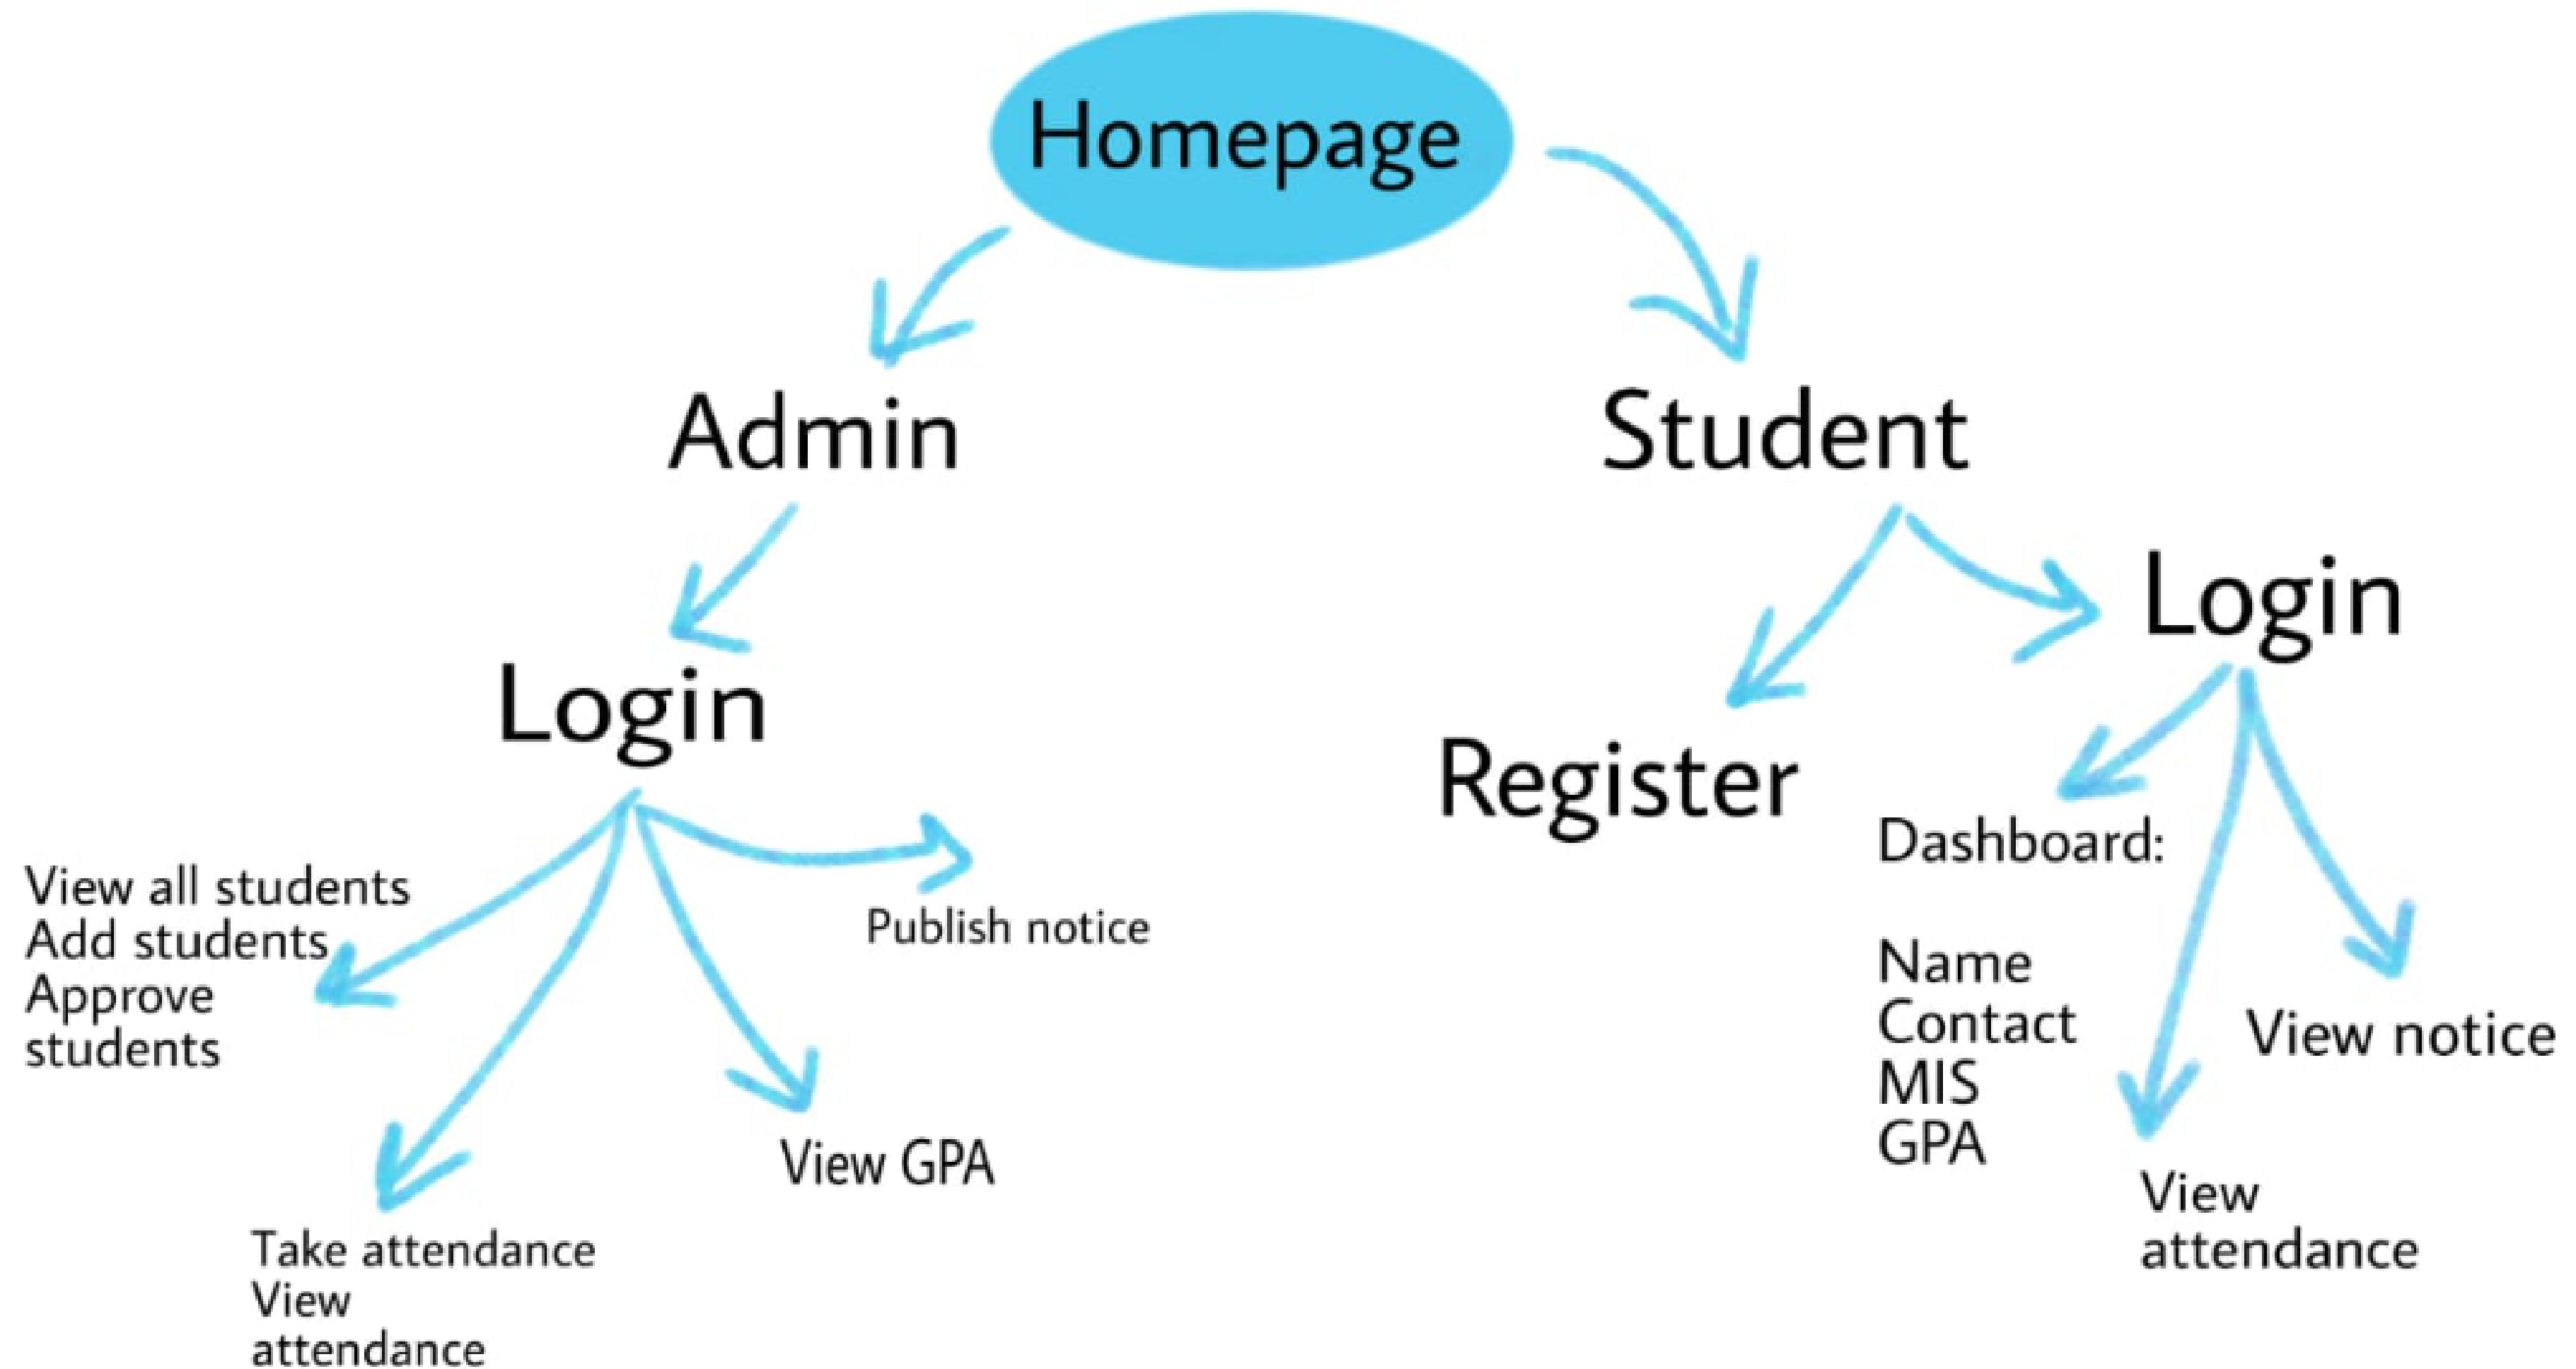 Homepage
Admin
Student
Login
Login
Register
View all students
Add students
Approve
students
Publish notice
Take attendance
View
attendance
View GPA
Dashboard:
Name
Contact
MIS
GPA
View notice
View
attendance